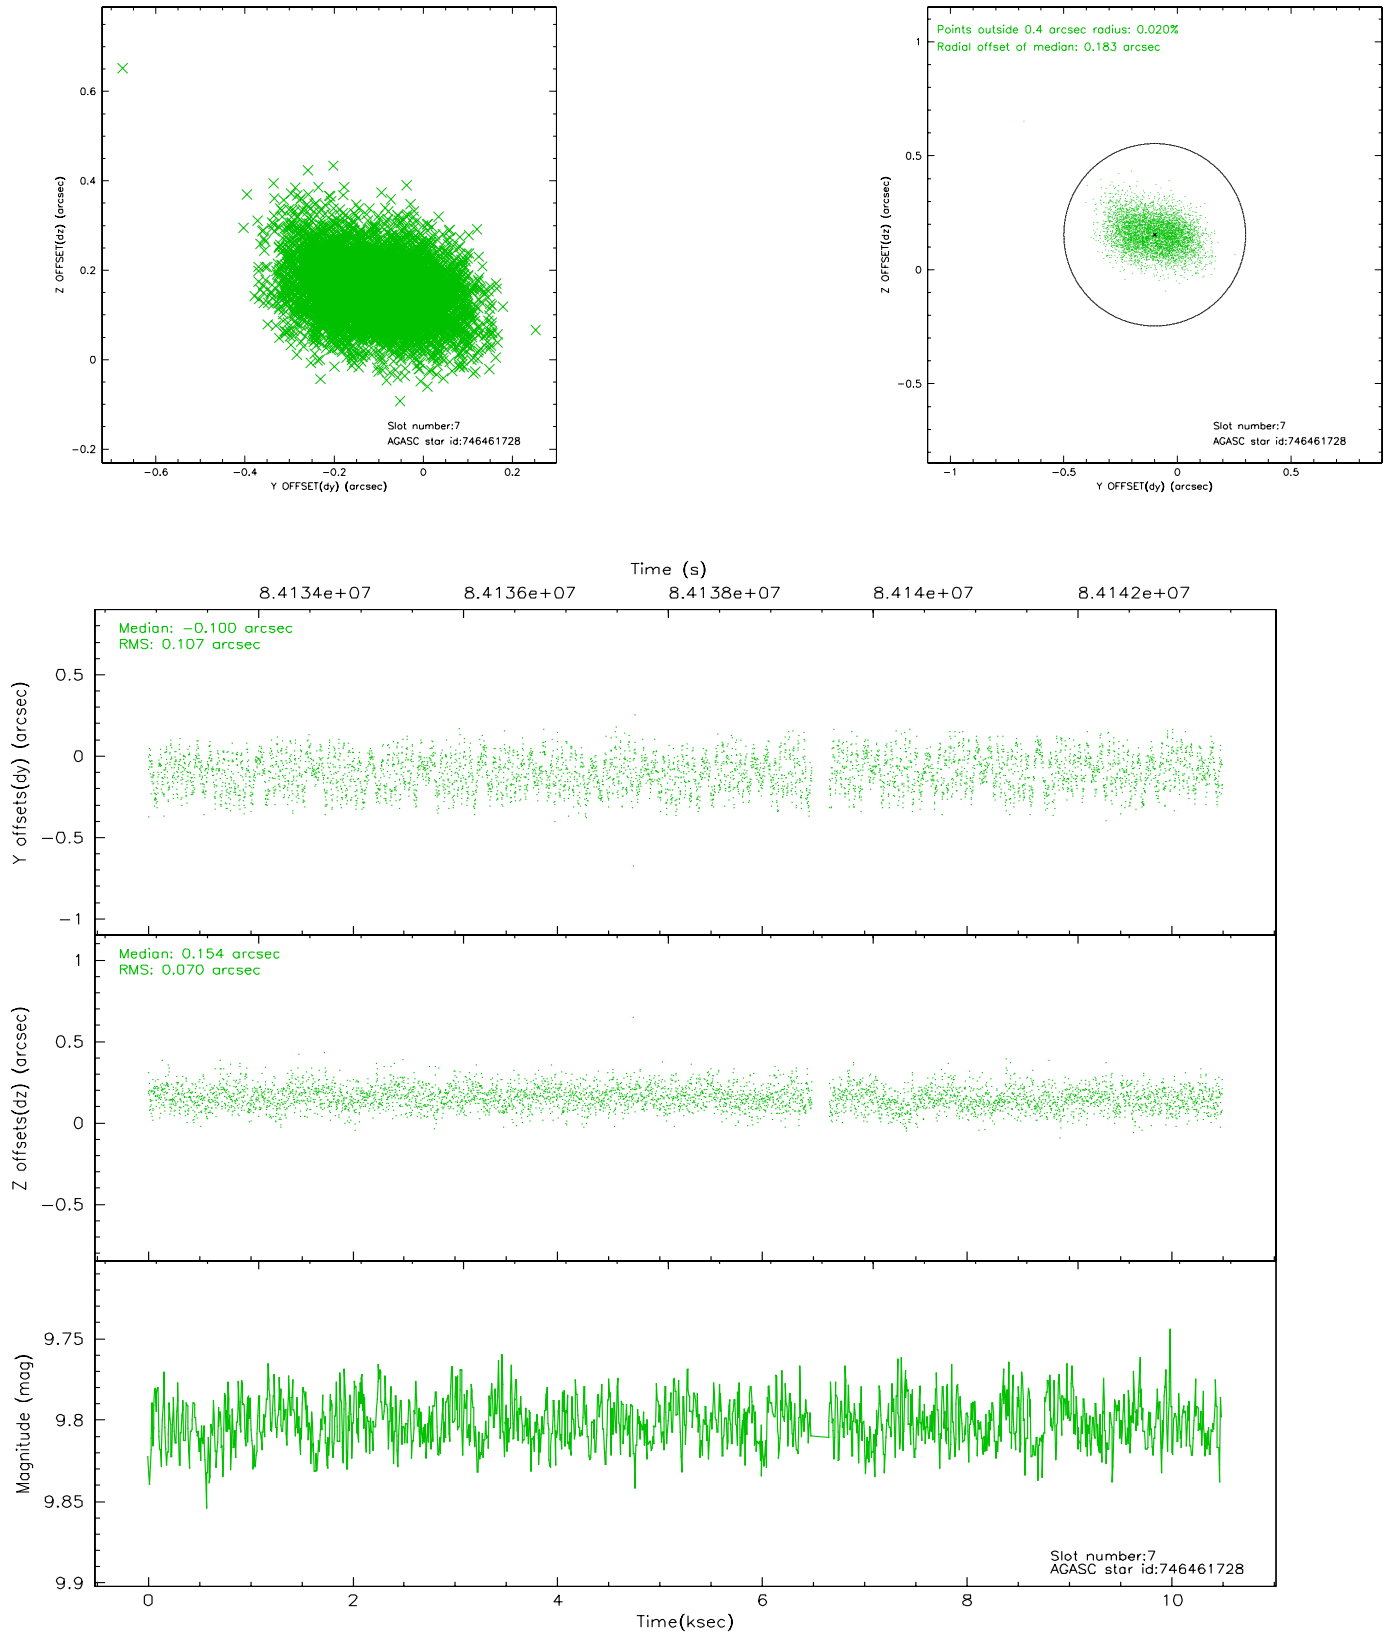 0.6
0.4
0.2
0
-0.2
Z OFFSET(dz) (arcsec)
Slot number:7
AGASC star id:746461728
-0.6 -0.4 -0.2 0 0.2
Y OFFSET(dy) (arcsec)
Points outside 0.4 arcsec radius: 0.020%
Radial offset of median: 0.183 arcsec
1
0.5
0
-0.5
Z OFFSET(dz) (arcsec)
Slot number:7
AGASC star id:746461728
-1 -0.5 0 0.5
Y OFFSET(dy) (arcsec)
Time (s)
8.4134e+07 8.4136e+07 8.4138e+07 8.414e+07 8.4142e+07
Median: -0.100 arcsec
RMS: 0.107 arcsec
0.5
0
-0.5
-1
Y offsets(dy) (arcsec)
Median: 0.154 arcsec
RMS: 0.070 arcsec
1
0.5
0
-0.5
Z offsets(dz) (arcsec)
9.75
9.8
9.85
9.9
Magnitude (mag)
Slot number:7
AGASC star id:746461728
0 2 4 6 8 10
Time(ksec)